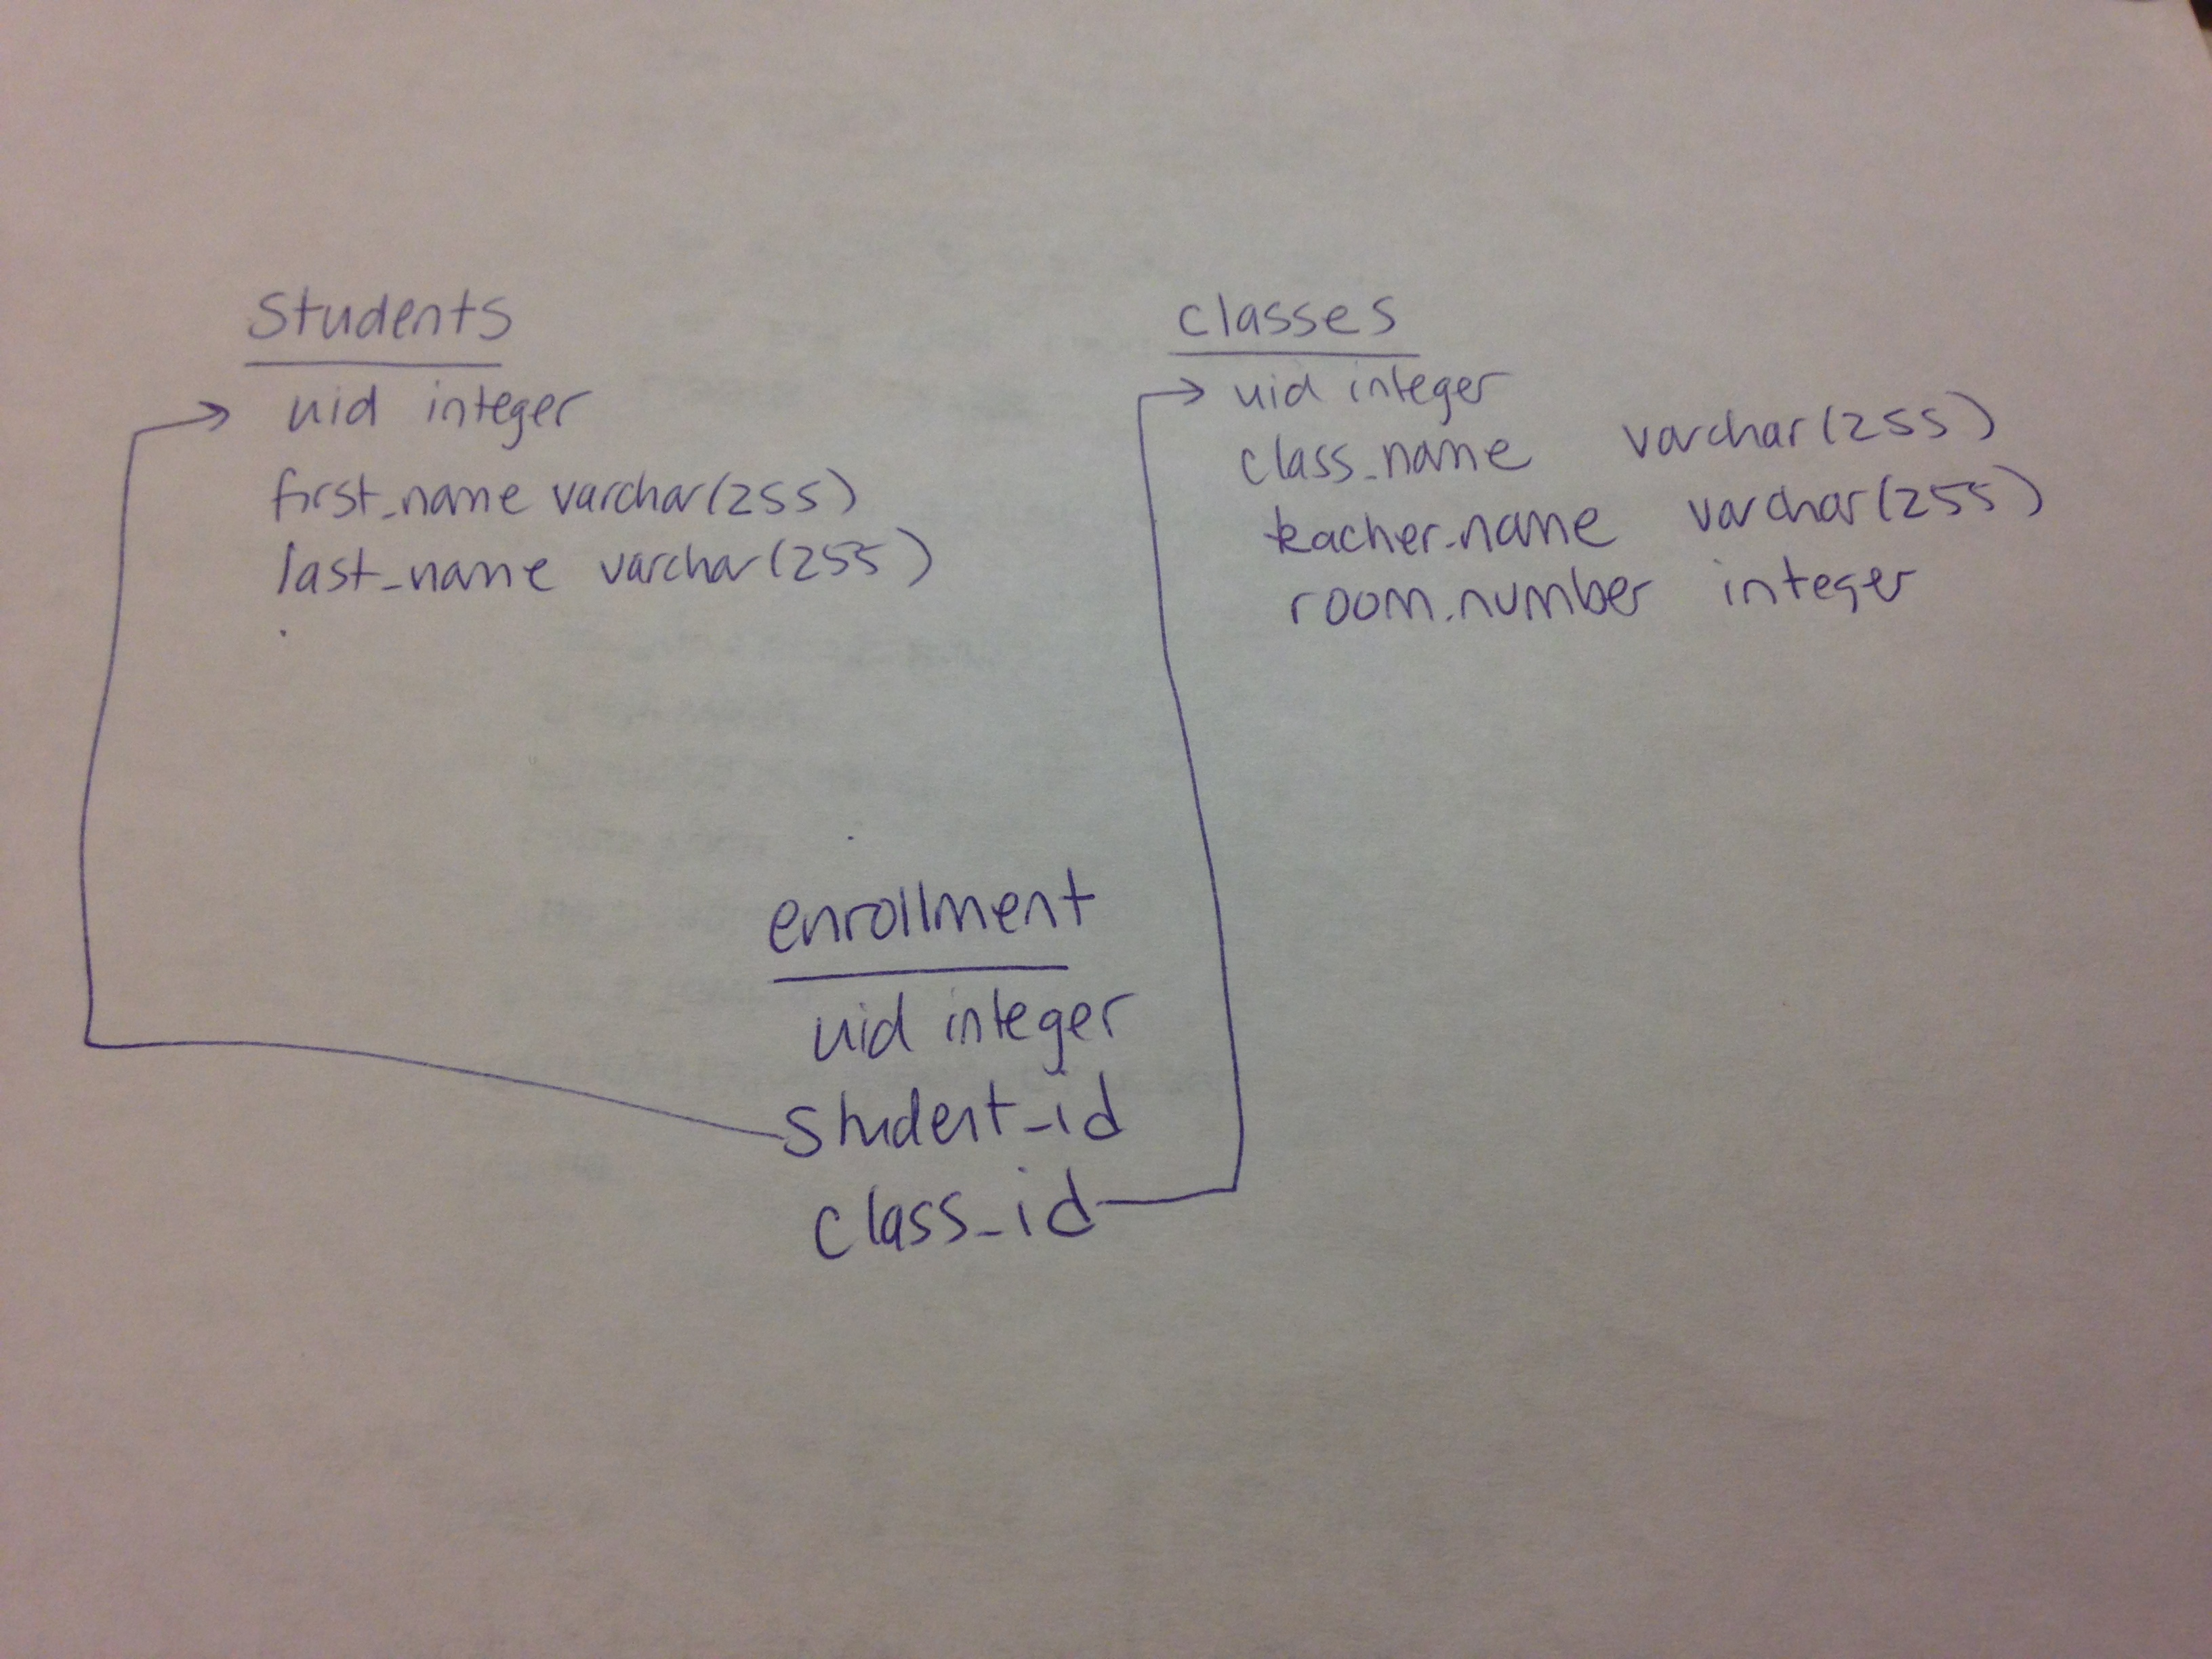 Students
uid integer
first_name varchar(255)
last_name varchar(255)
classes
uid integer
class_name varchar(255)
teacher_name varchar(255)
room_number integer
enrollment
uid integer
student_id
class_id